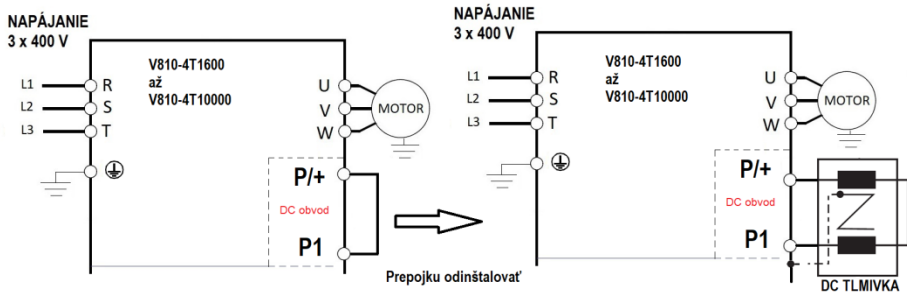 NAPÁJANIE
3 x 400 V
V810-4T1600
až
V810-4T10000
L1
R
L2
S
L3
T
U
V
W
MOTOR
P/+
DC obvod
P1
Prepojku odinštalovať
NAPÁJANIE
3 x 400 V
V810-4T1600
až
V810-4T10000
L1
R
L2
S
L3
T
U
V
W
MOTOR
P/+
DC obvod
P1
DC TLMIVKA